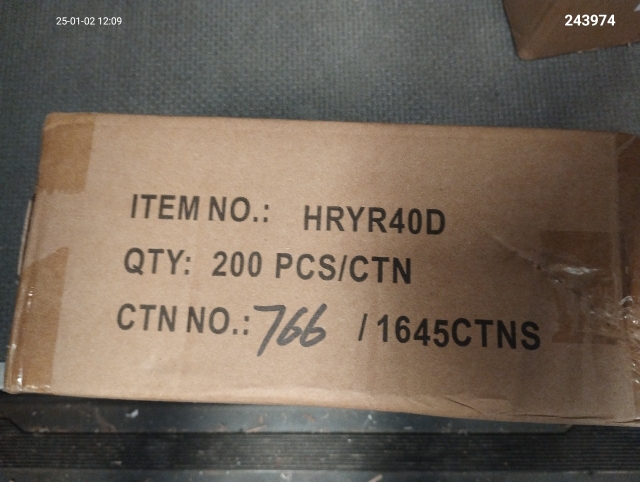 25-01-02 12:09
243974
ITEM NO.: HRYR40D
QTY: 200 PCS/CTN
CTN NO.: 766 / 1645CTNS